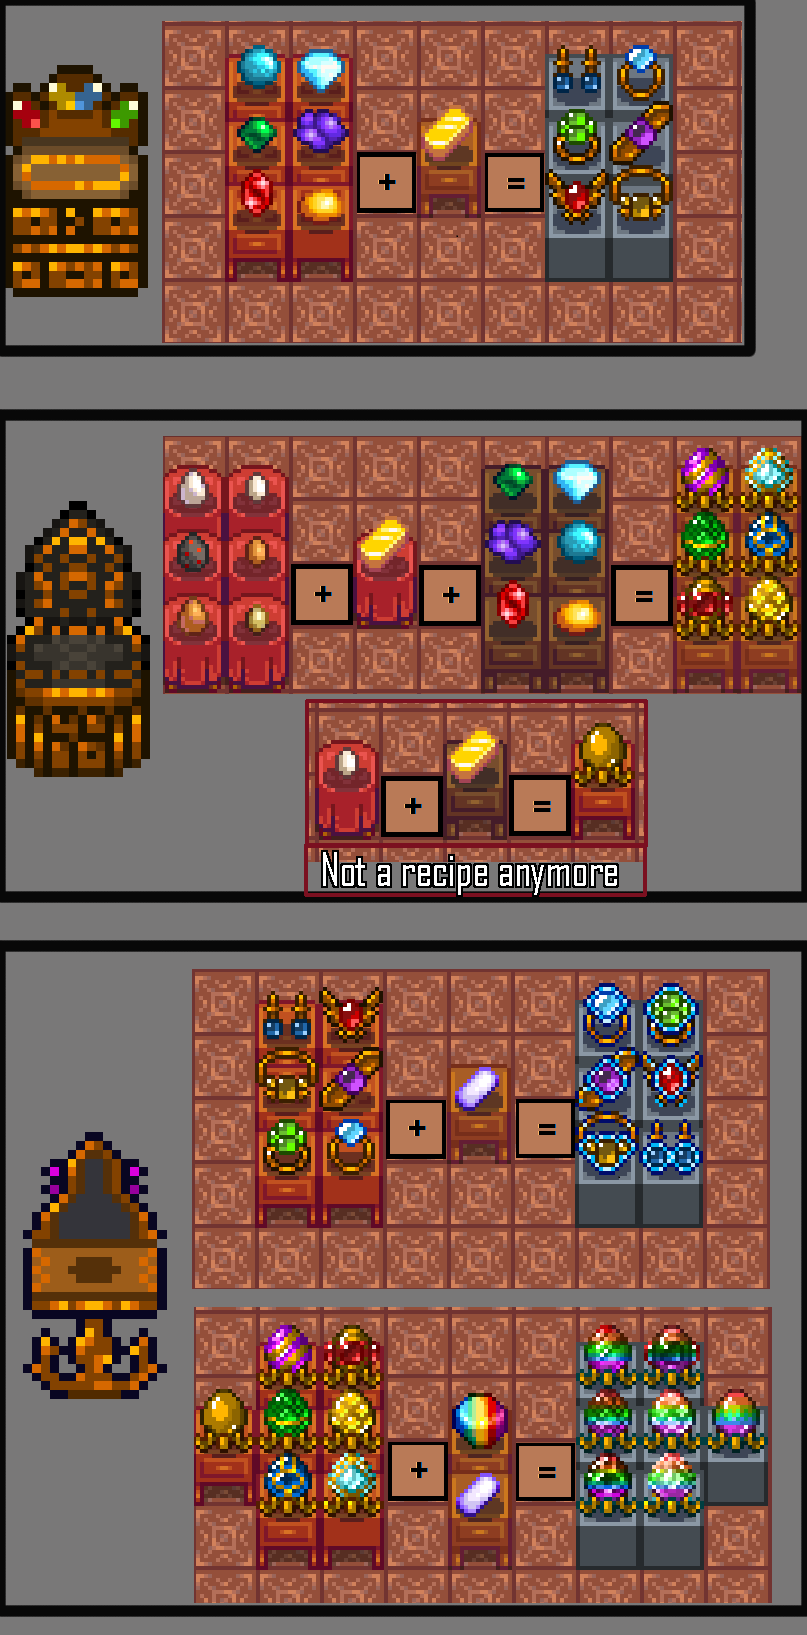 + =
+ + =
+ =
Not a recipe anymore
+ =
+ =